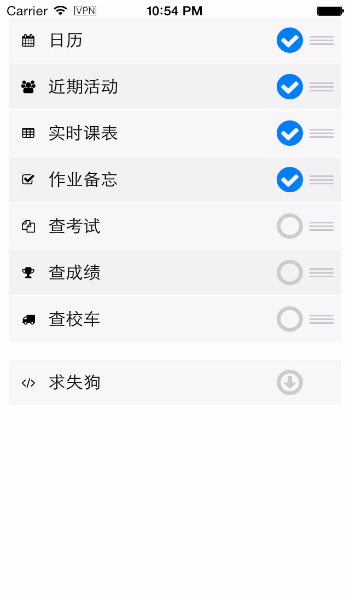 Carrier VPN 10:54 PM
日历
近期活动
实时课表
作业备忘
查考试
查成绩
查校车
求失狗